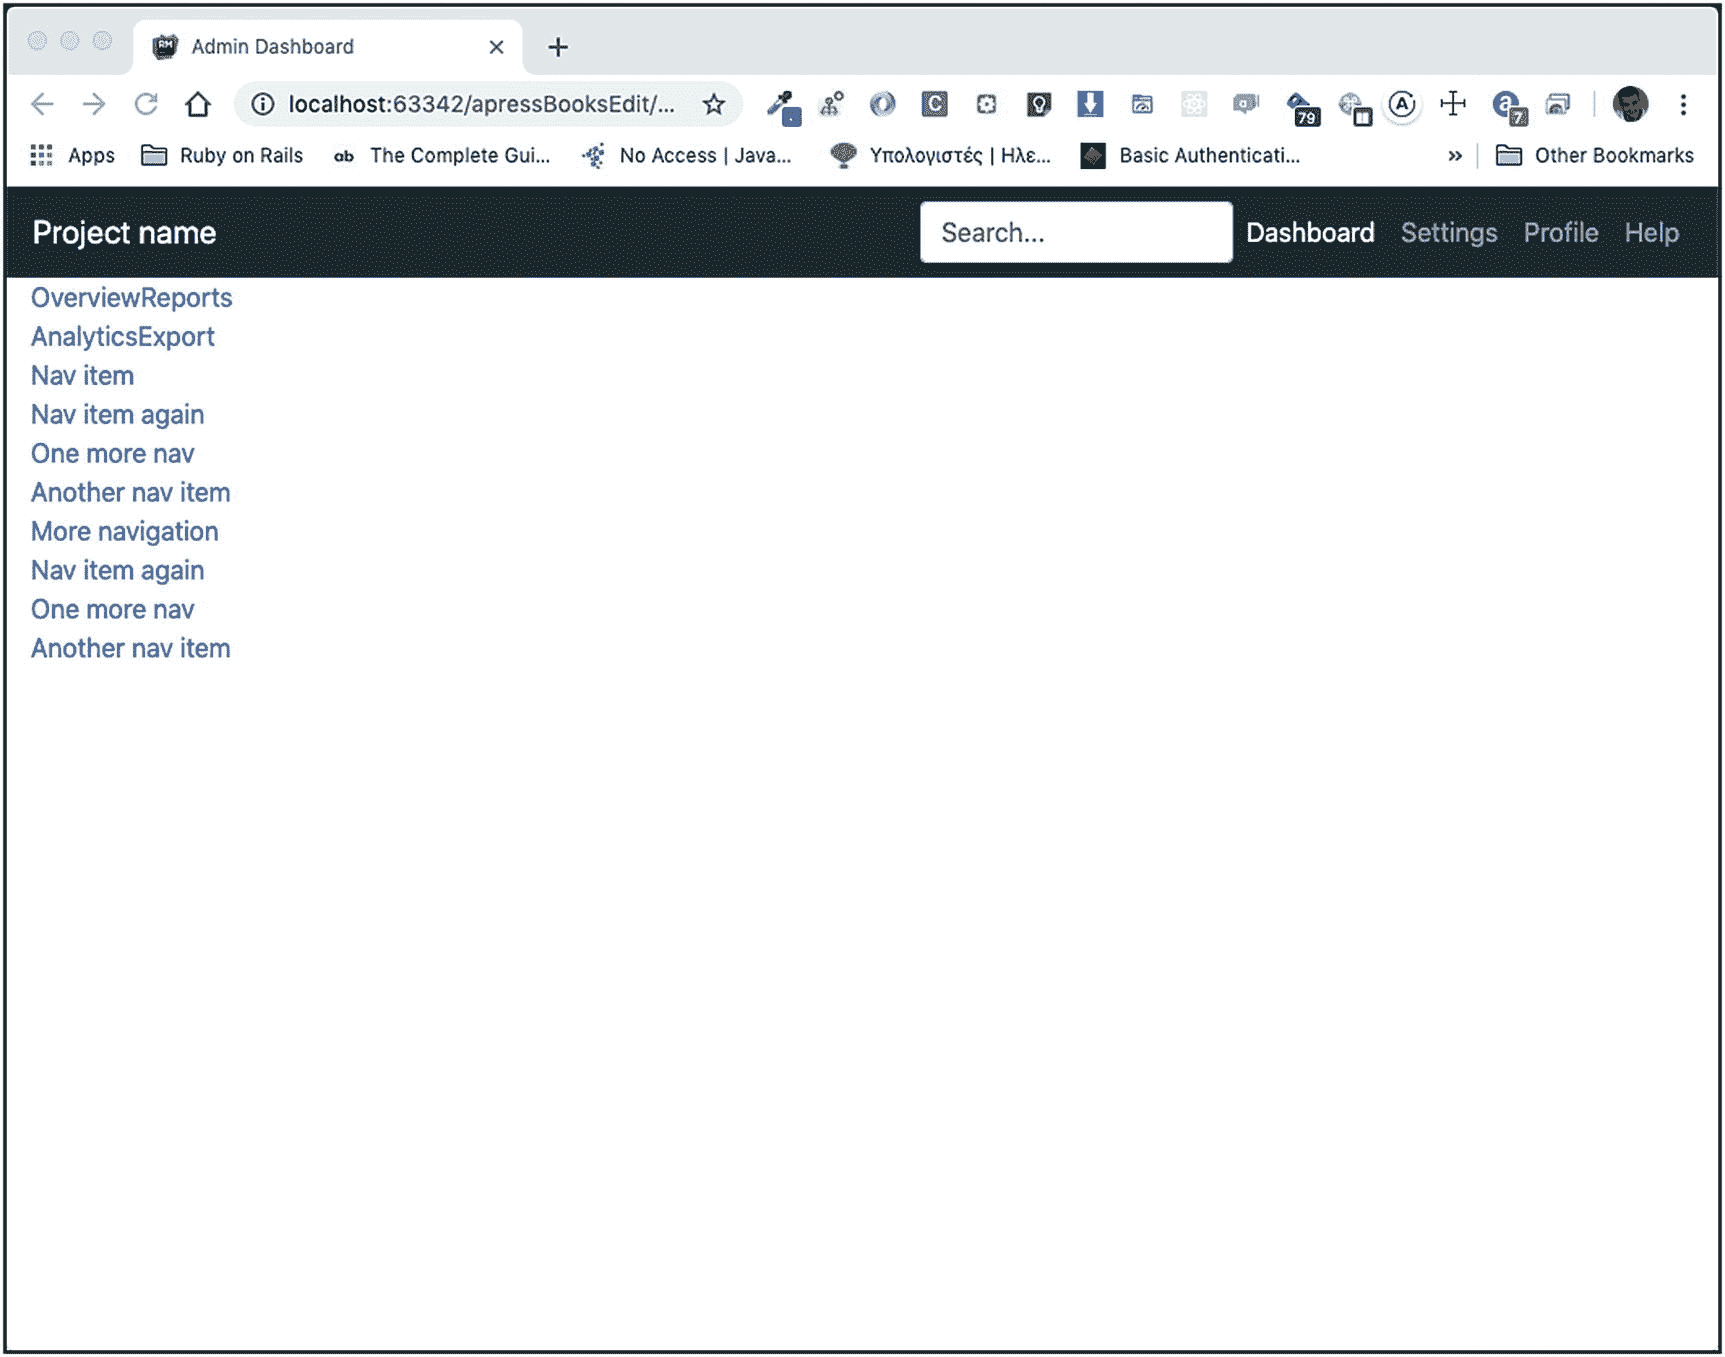 Admin Dashboard
localhost:63342/apressBooksEdit/...
79
7
Apps Ruby on Rails ab The Complete Gui... No Access | Java... Υπολογιστές | Ηλε... Basic Authenticati... » Other Bookmarks
Project name Search... Dashboard Settings Profile Help
OverviewReports
AnalyticsExport
Nav item
Nav item again
One more nav
Another nav item
More navigation
Nav item again
One more nav
Another nav item